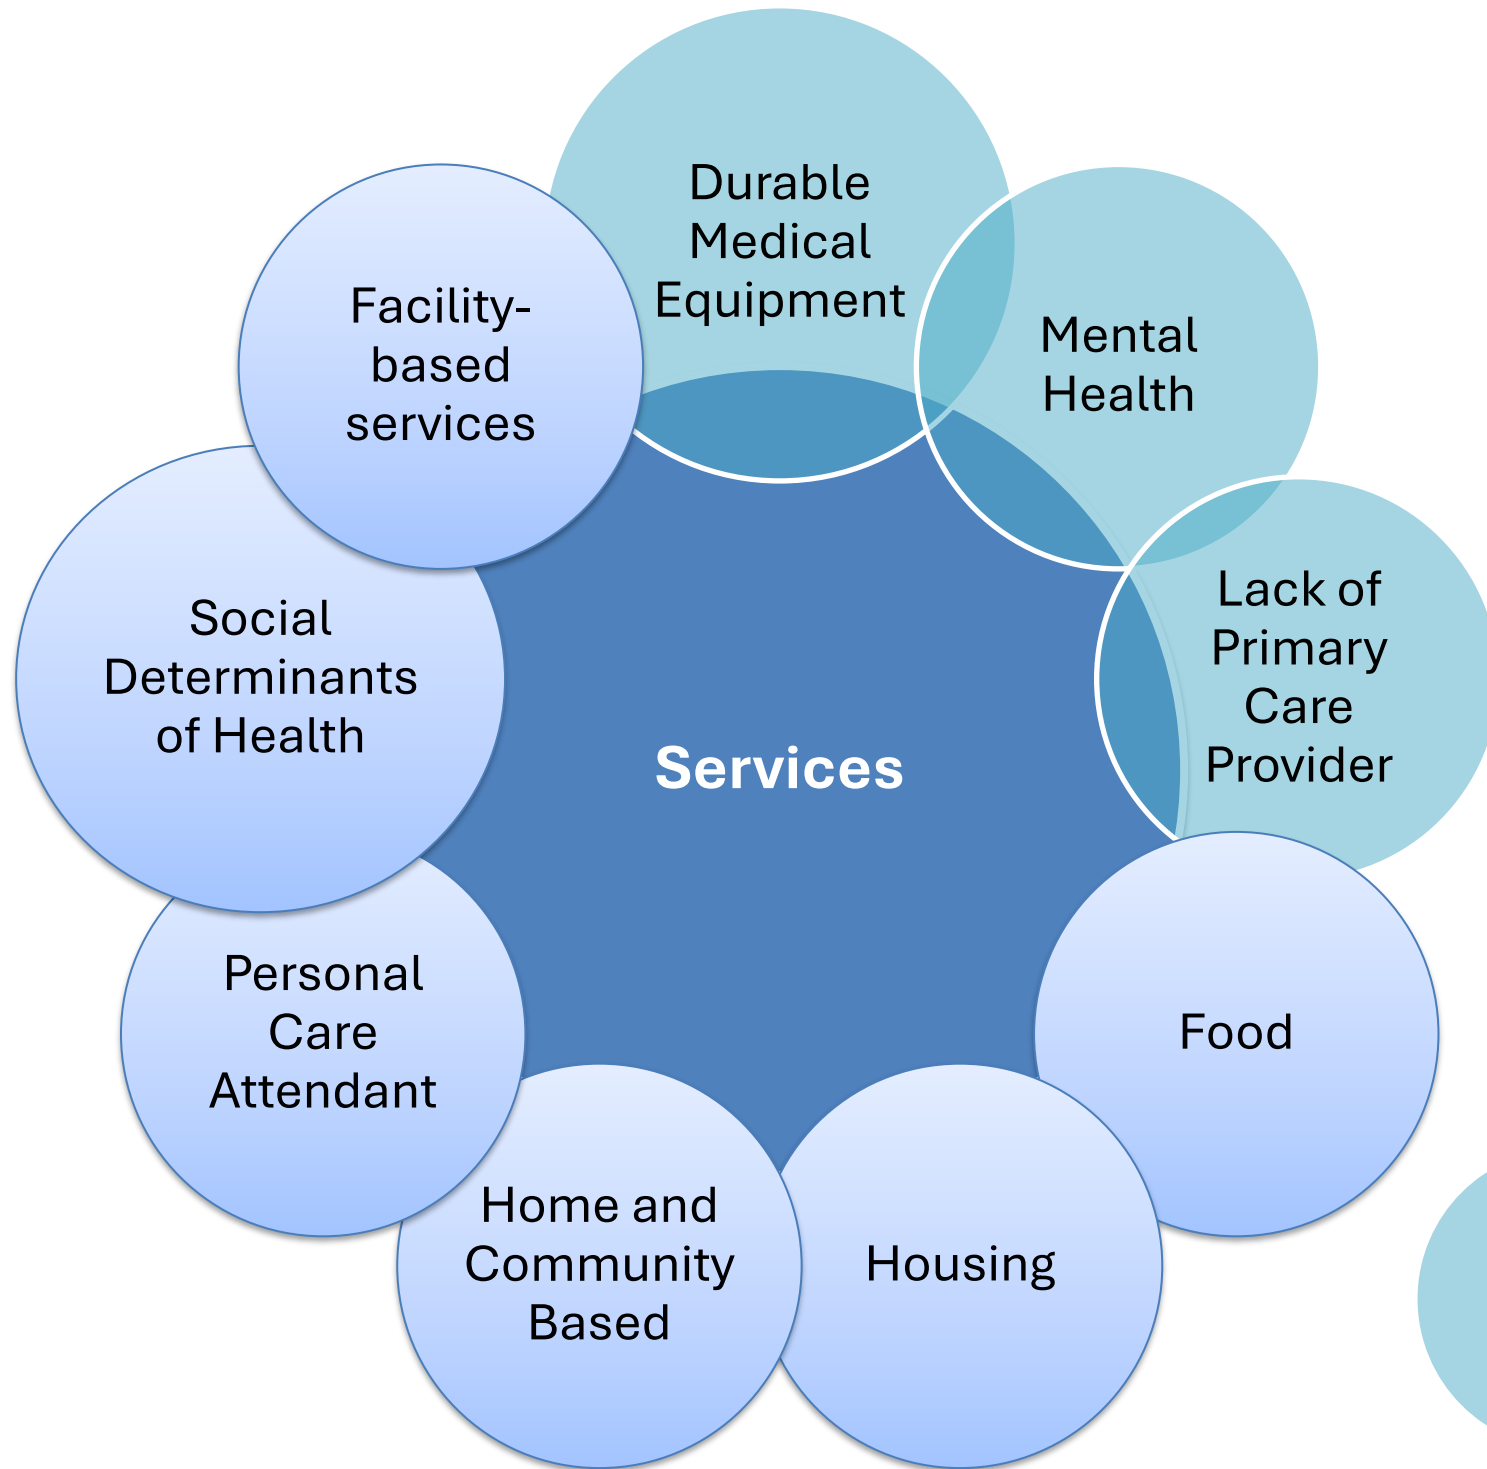 Durable
Medical
Equipment
Mental
Health
Lack of
Primary
Care
Provider
Food
Housing
Home and
Community
Based
Personal
Care
Attendant
Social
Determinants
of Health
Facility-
based
services
Services